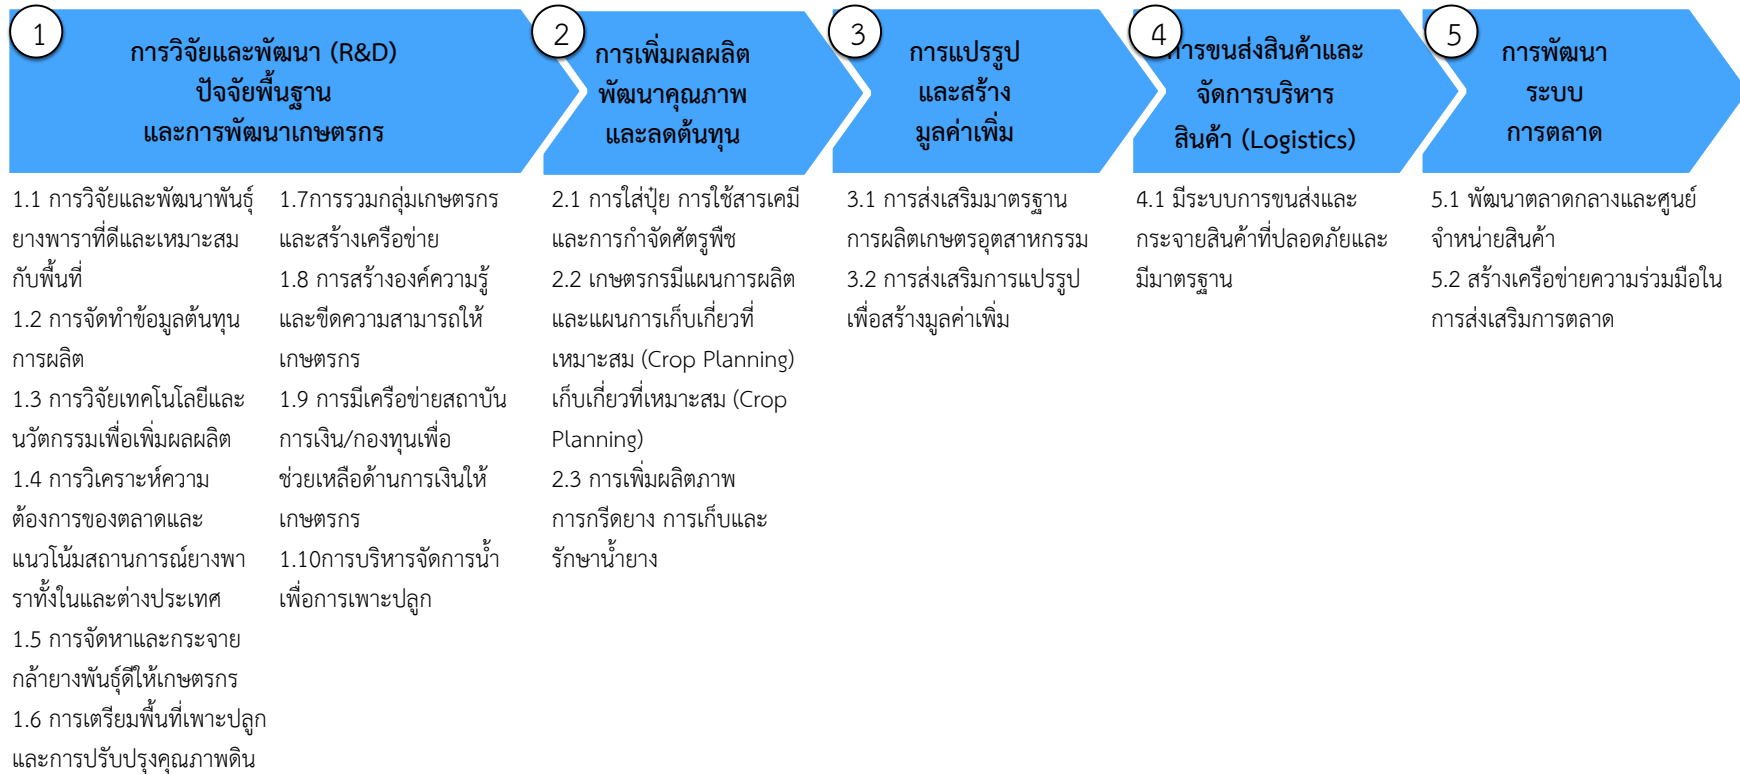 1
การวิจัยและพัฒนา (R&D)
ปัจจัยพื้นฐาน
และการพัฒนาเกษตรกร
1.1 การวิจัยและพัฒนาพันธุ์
ยางพาราที่ดีและเหมาะสม
กับพื้นที่
1.2 การจัดทำข้อมูลต้นทุน
การผลิต
1.3 การวิจัยเทคโนโลยีและ
นวัตกรรมเพื่อเพิ่มผลผลิต
1.4 การวิเคราะห์ความ
ต้องการของตลาดและ
แนวโน้มสถานการณ์ยางพา
ราทั้งในและต่างประเทศ
1.5 การจัดหาและกระจาย
กล้ายางพันธุ์ดีให้เกษตรกร
1.6 การเตรียมพื้นที่เพาะปลูก
และการปรับปรุงคุณภาพดิน
1.7การรวมกลุ่มเกษตรกร
และสร้างเครือข่าย
1.8 การสร้างองค์ความรู้
และขีดความสามารถให้
เกษตรกร
1.9 การมีเครือข่ายสถาบัน
การเงิน/กองทุนเพื่อ
ช่วยเหลือด้านการเงินให้
เกษตรกร
1.10การบริหารจัดการน้ำ
เพื่อการเพาะปลูก
2
การเพิ่มผลผลิต
พัฒนาคุณภาพ
และลดต้นทุน
2.1 การใส่ปุ๋ย การใช้สารเคมี
และการกำจัดศัตรูพืช
2.2 เกษตรกรมีแผนการผลิต
และแผนการเก็บเกี่ยวที่
เหมาะสม (Crop Planning)
เก็บเกี่ยวที่เหมาะสม (Crop
Planning)
2.3 การเพิ่มผลิตภาพ
การกรีดยาง การเก็บและ
รักษาน้ำยาง
3
การแปรรูป
และสร้าง
มูลค่าเพิ่ม
3.1 การส่งเสริมมาตรฐาน
การผลิตเกษตรอุตสาหกรรม
3.2 การส่งเสริมการแปรรูป
เพื่อสร้างมูลค่าเพิ่ม
4
การขนส่งสินค้าและ
จัดการบริหาร
สินค้า (Logistics)
4.1 มีระบบการขนส่งและ
กระจายสินค้าที่ปลอดภัยและ
มีมาตรฐาน
5
การพัฒนา
ระบบ
การตลาด
5.1 พัฒนาตลาดกลางและศูนย์
จำหน่ายสินค้า
5.2 สร้างเครือข่ายความร่วมมือใน
การส่งเสริมการตลาด